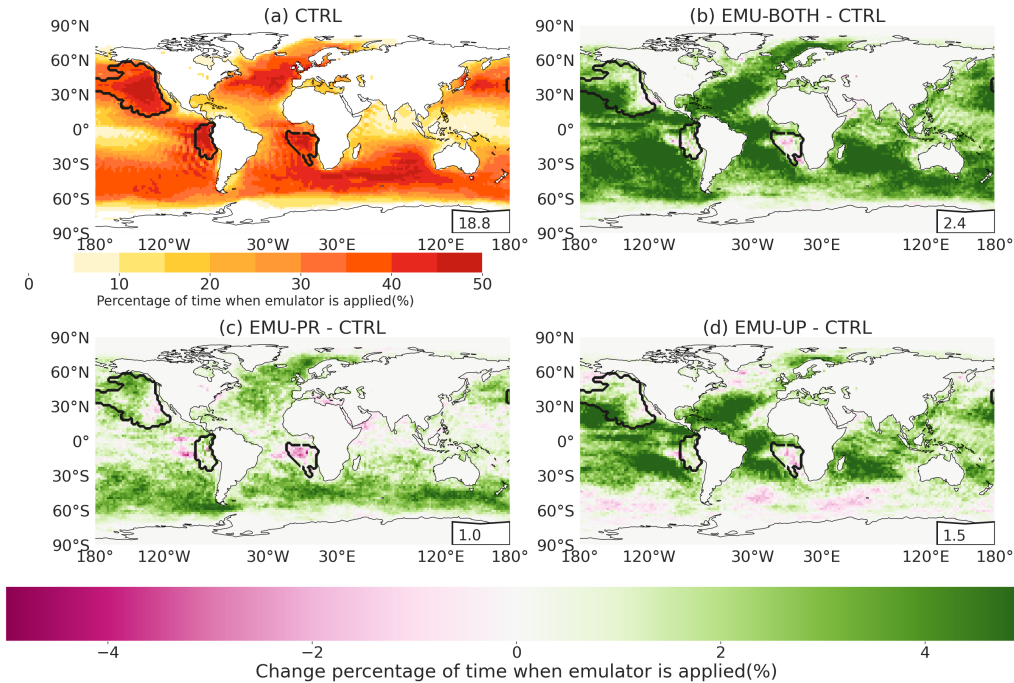 (a) CTRL
(b) EMU-BOTH - CTRL
90°N
60°N
30°N
0°
30°S
60°S
90°S
180° 120°W 30°W 30°E 120°E 180°
18.8
90°N
60°N
30°N
0°
30°S
60°S
90°S
180° 120°W 30°W 30°E 120°E 180°
2.4
0 10 20 30 40 50
Percentage of time when emulator is applied(%)
(c) EMU-PR - CTRL
(d) EMU-UP - CTRL
90°N
60°N
30°N
0°
30°S
60°S
90°S
180° 120°W 30°W 30°E 120°E 180°
1.0
90°N
60°N
30°N
0°
30°S
60°S
90°S
180° 120°W 30°W 30°E 120°E 180°
1.5
−4 −2 0 2 4
Change percentage of time when emulator is applied(%)